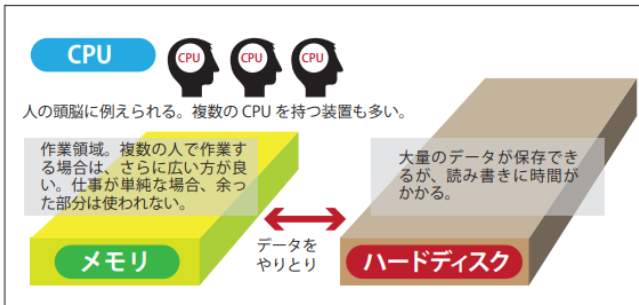 CPU
CPU CPU CPU
人の頭脳に例えられる。複数の CPU を持つ装置も多い。
作業領域。複数の人で作業す
る場合は、さらに広い方が良
い。仕事が単純な場合、余っ
た部分は使われない。
大量のデータが保存でき
るが、読み書きに時間が
かかる。
データを
やりとり
メモリ
ハードディスク